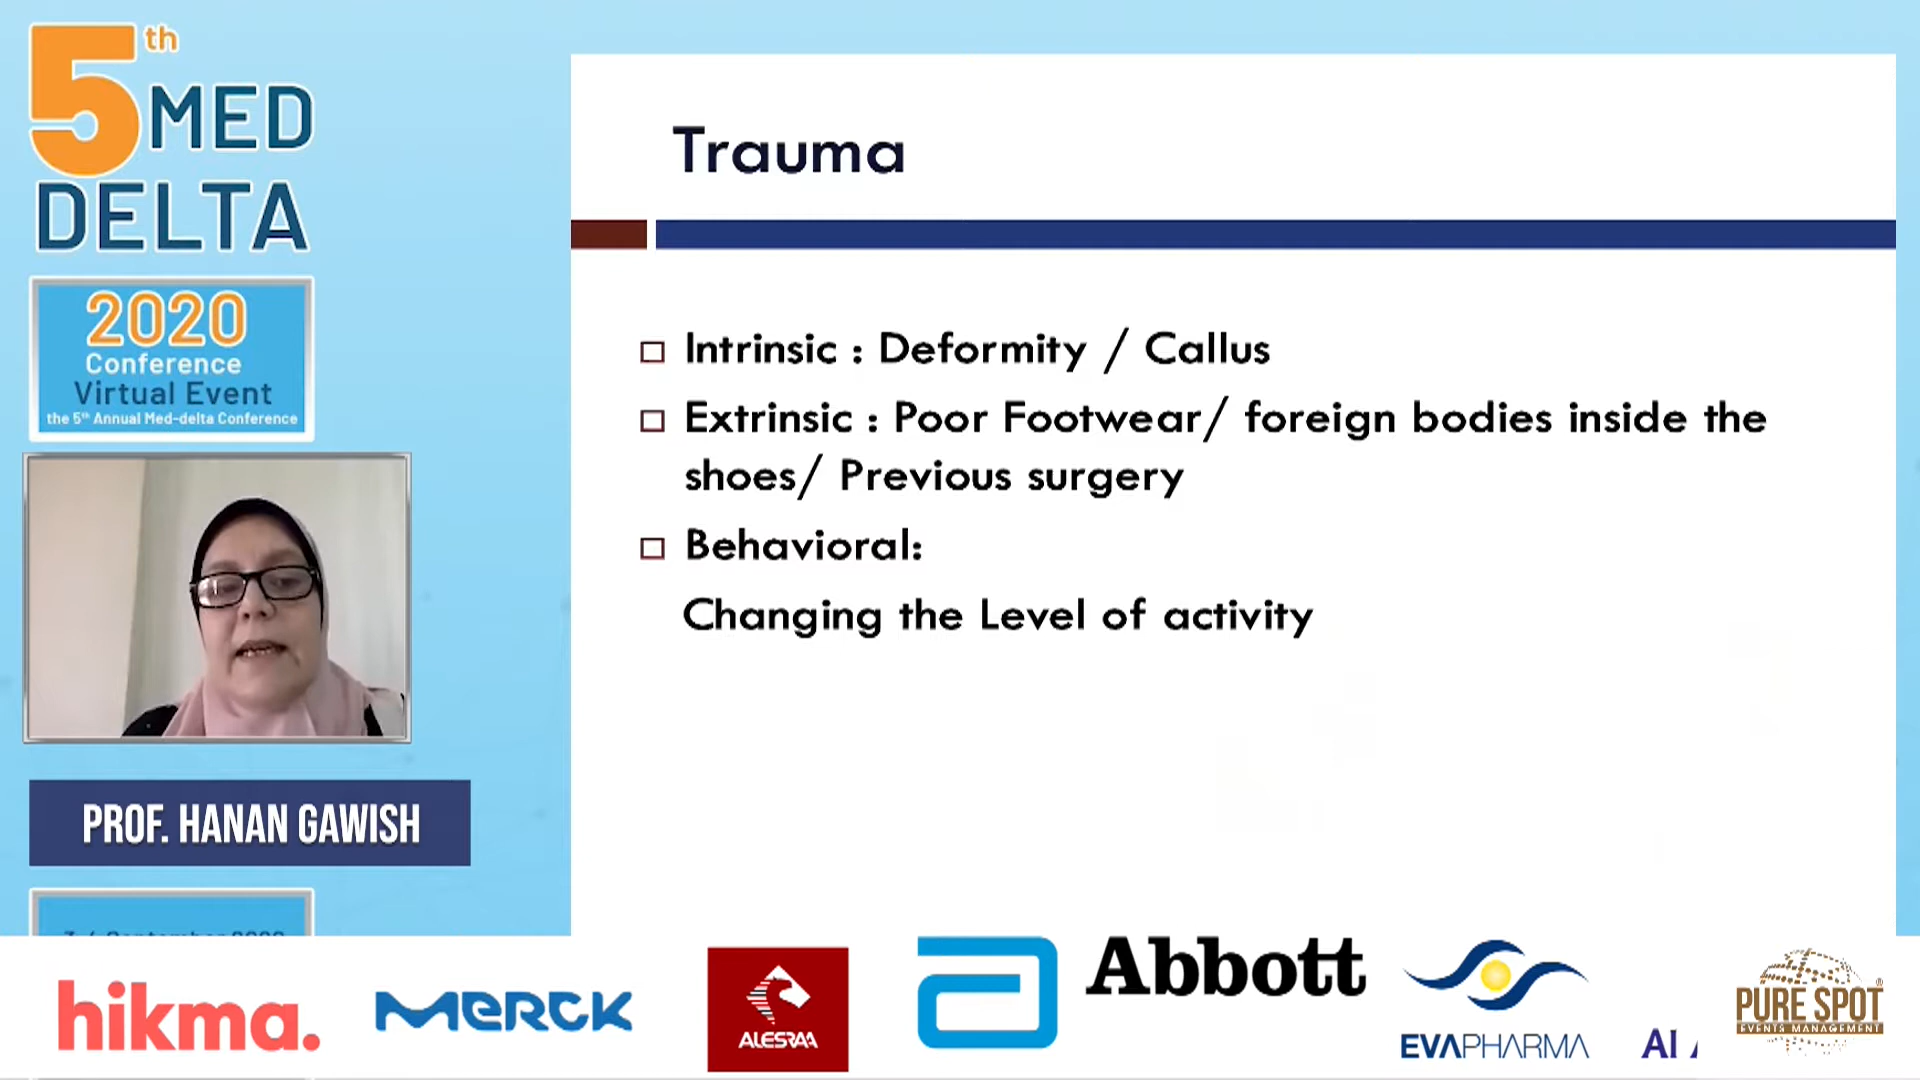 5th MED
DELTA
2020
Conference
Virtual Event
the 5th Annual Med-delta Conference
PROF. HANAN GAWISH
Trauma
Intrinsic : Deformity / Callus
Extrinsic : Poor Footwear/ foreign bodies inside the
shoes/ Previous surgery
Behavioral:
Changing the Level of activity
hikma.
MERCK
ALESRAA
Abbott
EVAPHARMA
PURE SPOT
EVENTS MANAGEMENT